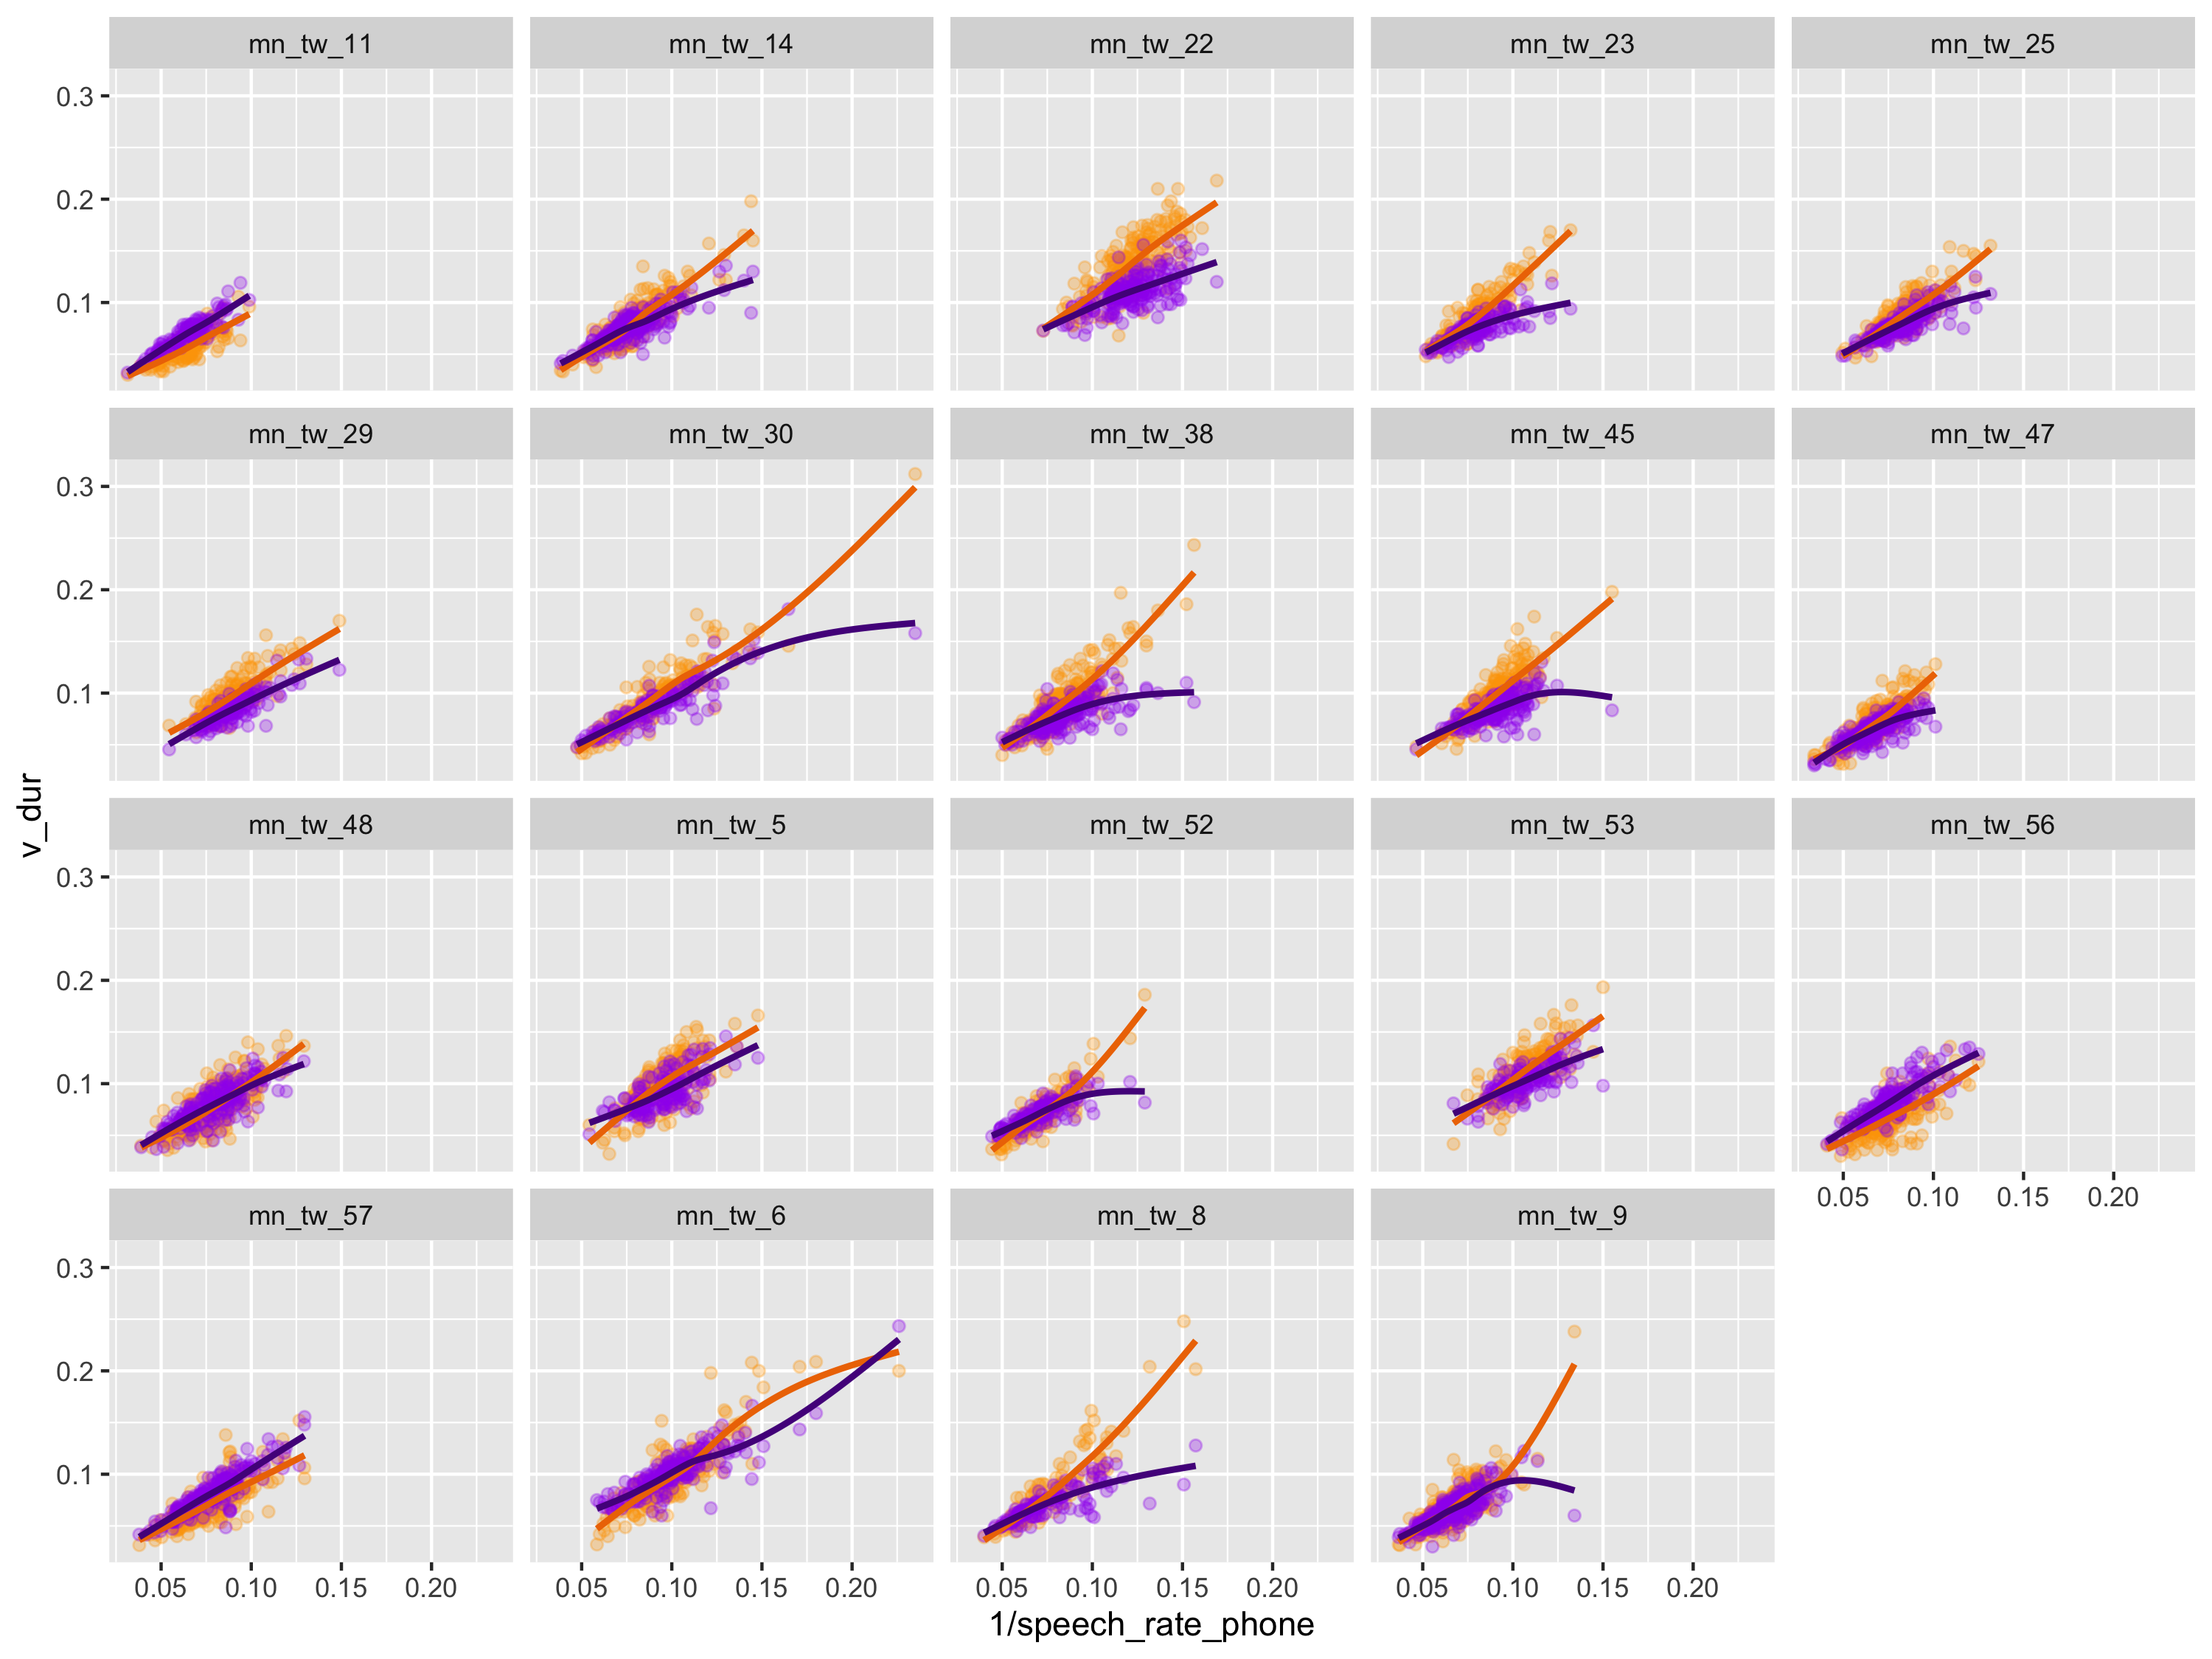 mn_tw_11 mn_tw_14 mn_tw_22 mn_tw_23 mn_tw_25
0.3
0.2
0.1
mn_tw_29 mn_tw_30 mn_tw_38 mn_tw_45 mn_tw_47
0.3
0.2
0.1
v_dur
mn_tw_48 mn_tw_5 mn_tw_52 mn_tw_53 mn_tw_56
0.3
0.2
0.1
0.05 0.10 0.15 0.20
mn_tw_57 mn_tw_6 mn_tw_8 mn_tw_9
0.3
0.2
0.1
0.05 0.10 0.15 0.20 0.05 0.10 0.15 0.20 0.05 0.10 0.15 0.20 0.05 0.10 0.15 0.20
1/speech_rate_phone